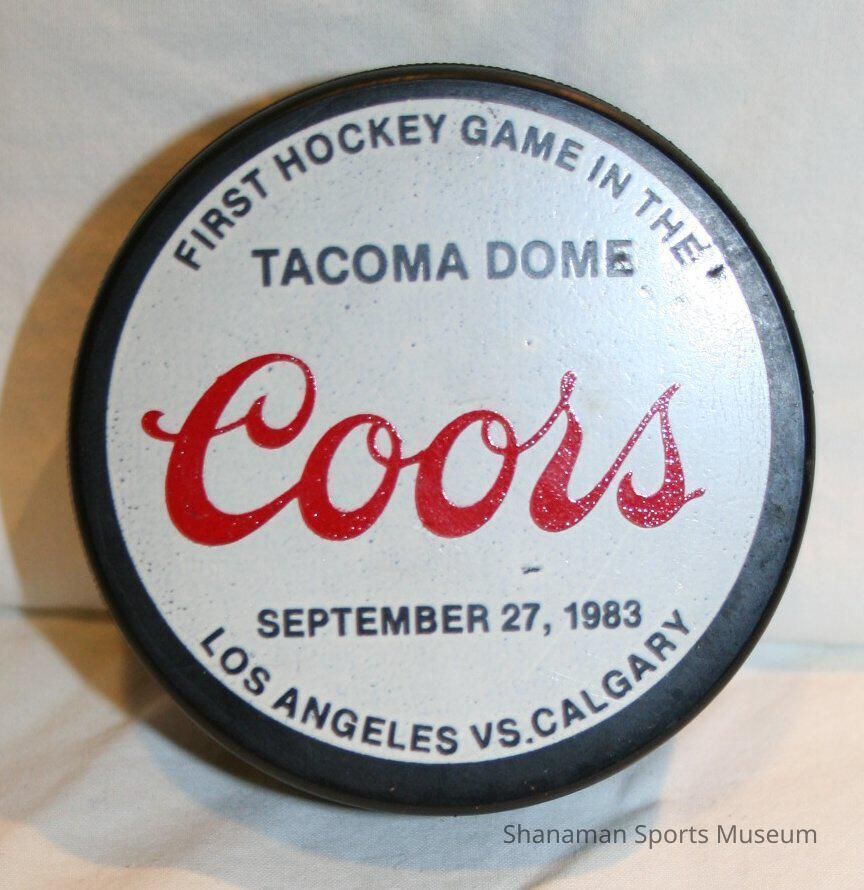 FIRST HOCKEY GAME IN THE
TACOMA DOME
Coors
SEPTEMBER 27, 1983
LOS ANGELES VS.CALGARY
Shanaman Sports Museum